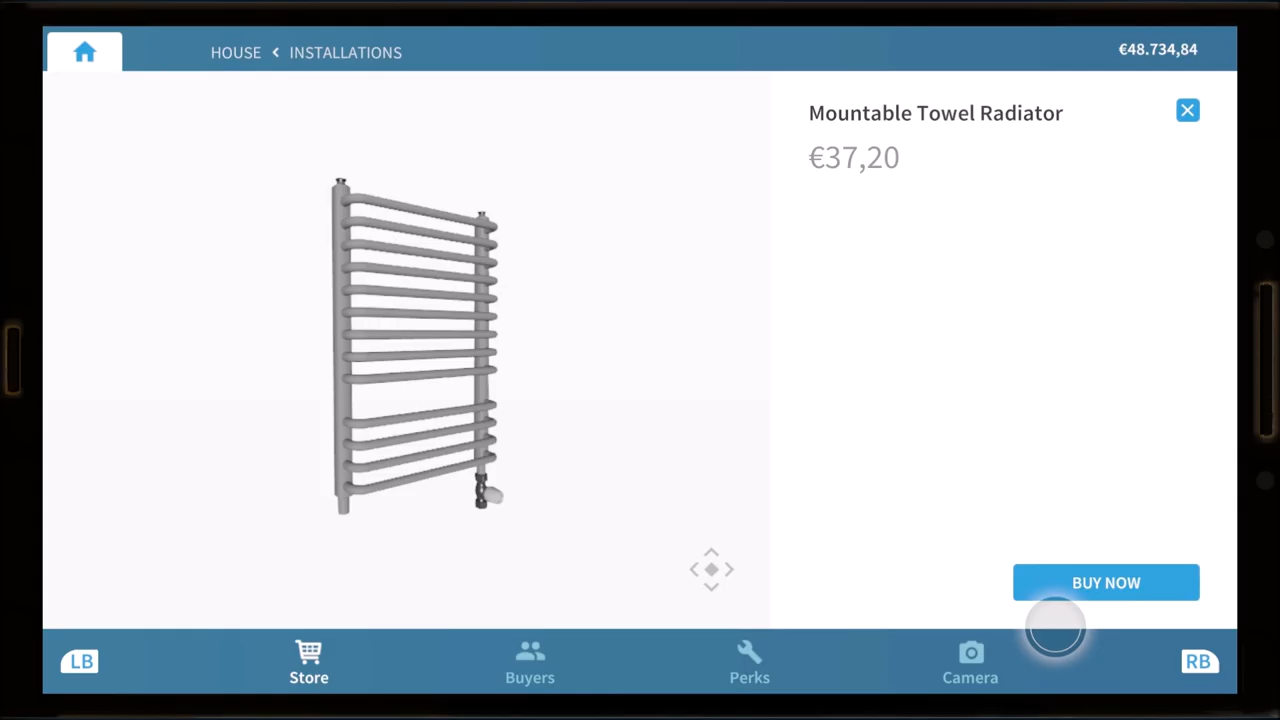 HOUSE < INSTALLATIONS
€48.734,84
Mountable Towel Radiator
€37,20
BUY NOW
LB
Store
Buyers
Perks
Camera
RB